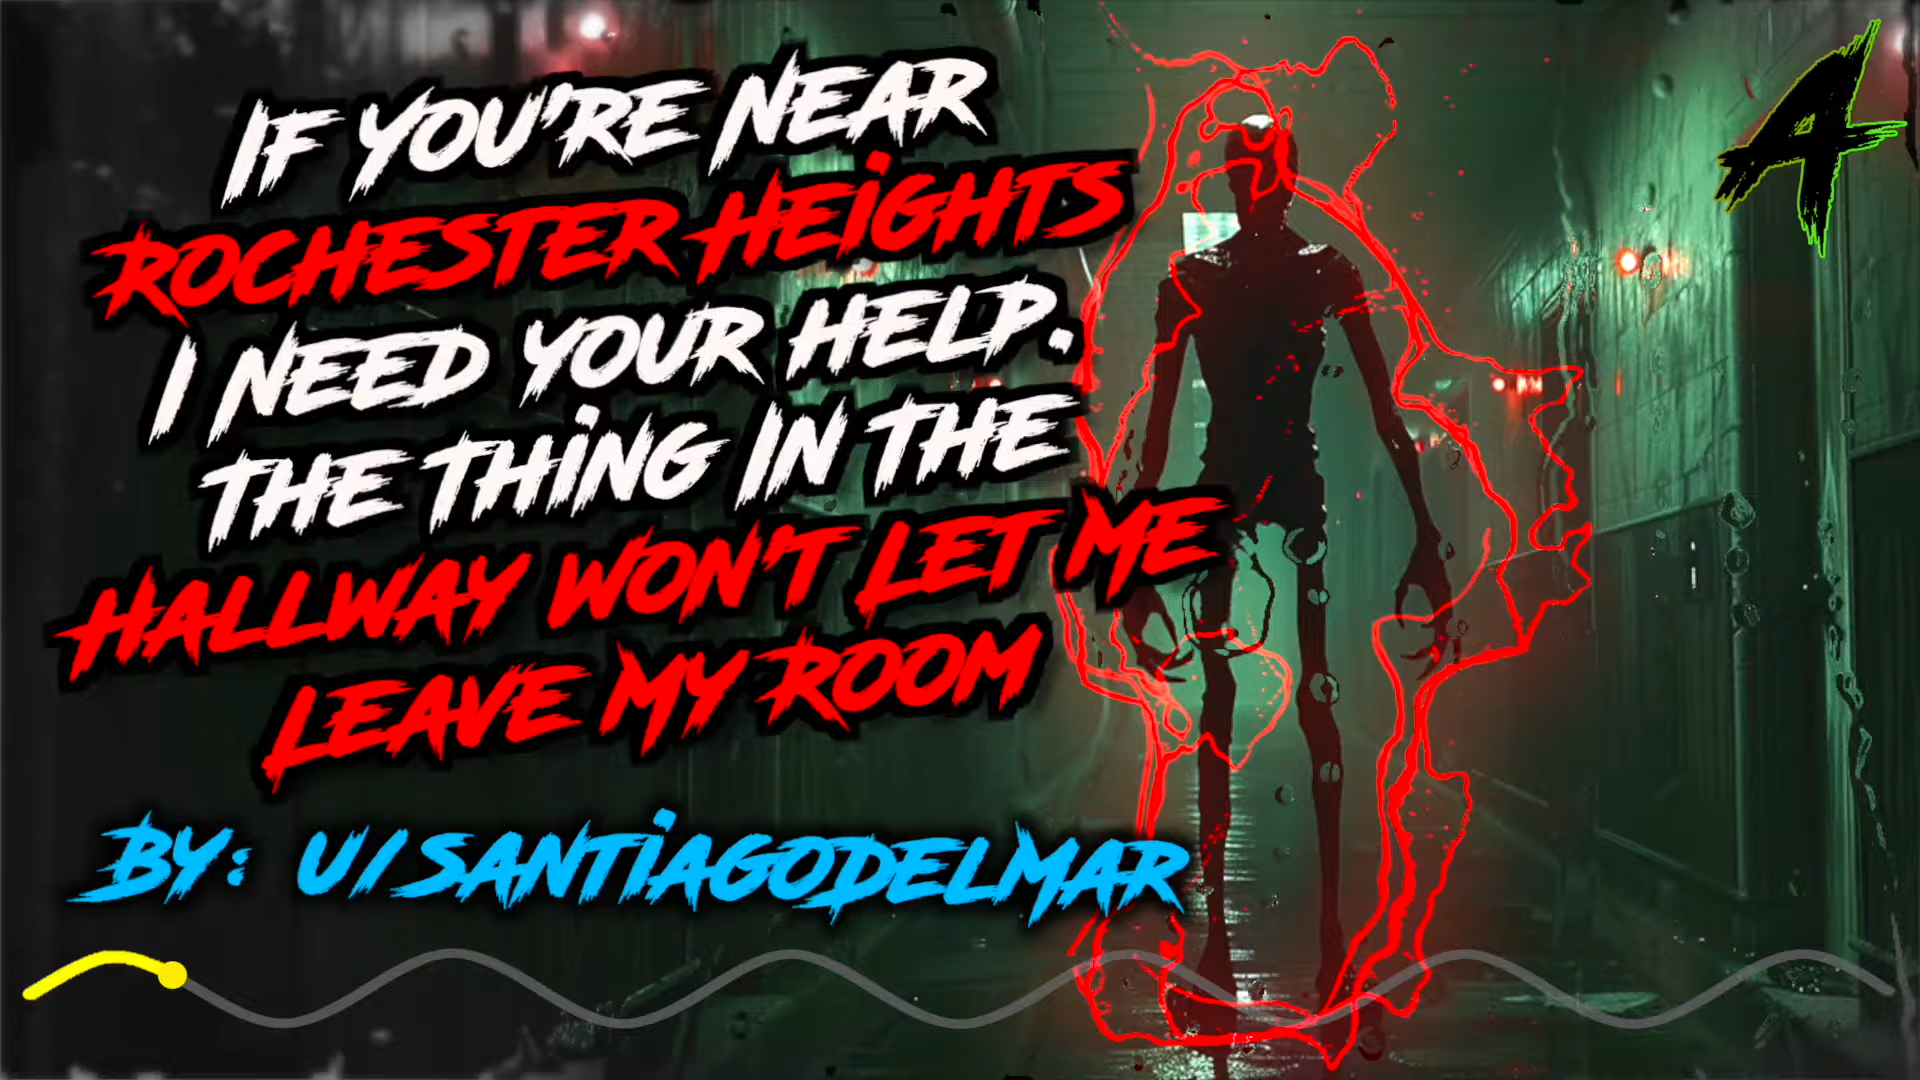 If You're Near
Rochester Heights
I Need Your Help.
The Thing In The
Hallway Won't Let Me
Leave My Room
By: u/SantiagoDelMar
A